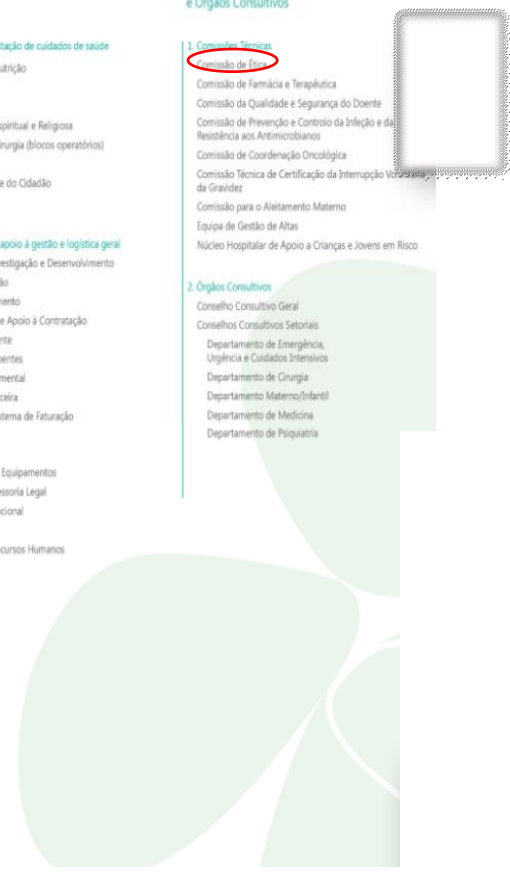 e Órgãos Consultivos
tação de cuidados de saúde
utrição
spiritual e Religiosa
irurgia (blocos operatórios)
e do Cidadão
apoio à gestão e logística geral
estigação e Desenvolvimento
ão
mento
e Apoio à Contratação
nte
pentes
mental
ceira
stema de Faturação
Equipamentos
essoria Legal
cional
cursos Humanos
1. Comissões Técnicas
Comissão de Ética
Comissão de Farmácia e Terapêutica
Comissão da Qualidade e Segurança do Doente
Comissão de Prevenção e Controlo da Infeção e da
Resistência aos Antimicrobianos
Comissão de Coordenação Oncológica
Comissão Técnica de Certificação da Interrupção Voluntária
da Gravidez
Comissão para o Aleitamento Materno
Equipa de Gestão de Altas
Núcleo Hospitalar de Apoio a Crianças e Jovens em Risco
2. Órgãos Consultivos
Conselho Consultivo Geral
Conselhos Consultivos Setoriais
Departamento de Emergência,
Urgência e Cuidados Intensivos
Departamento de Cirurgia
Departamento Materno/Infantil
Departamento de Medicina
Departamento de Psiquiatria